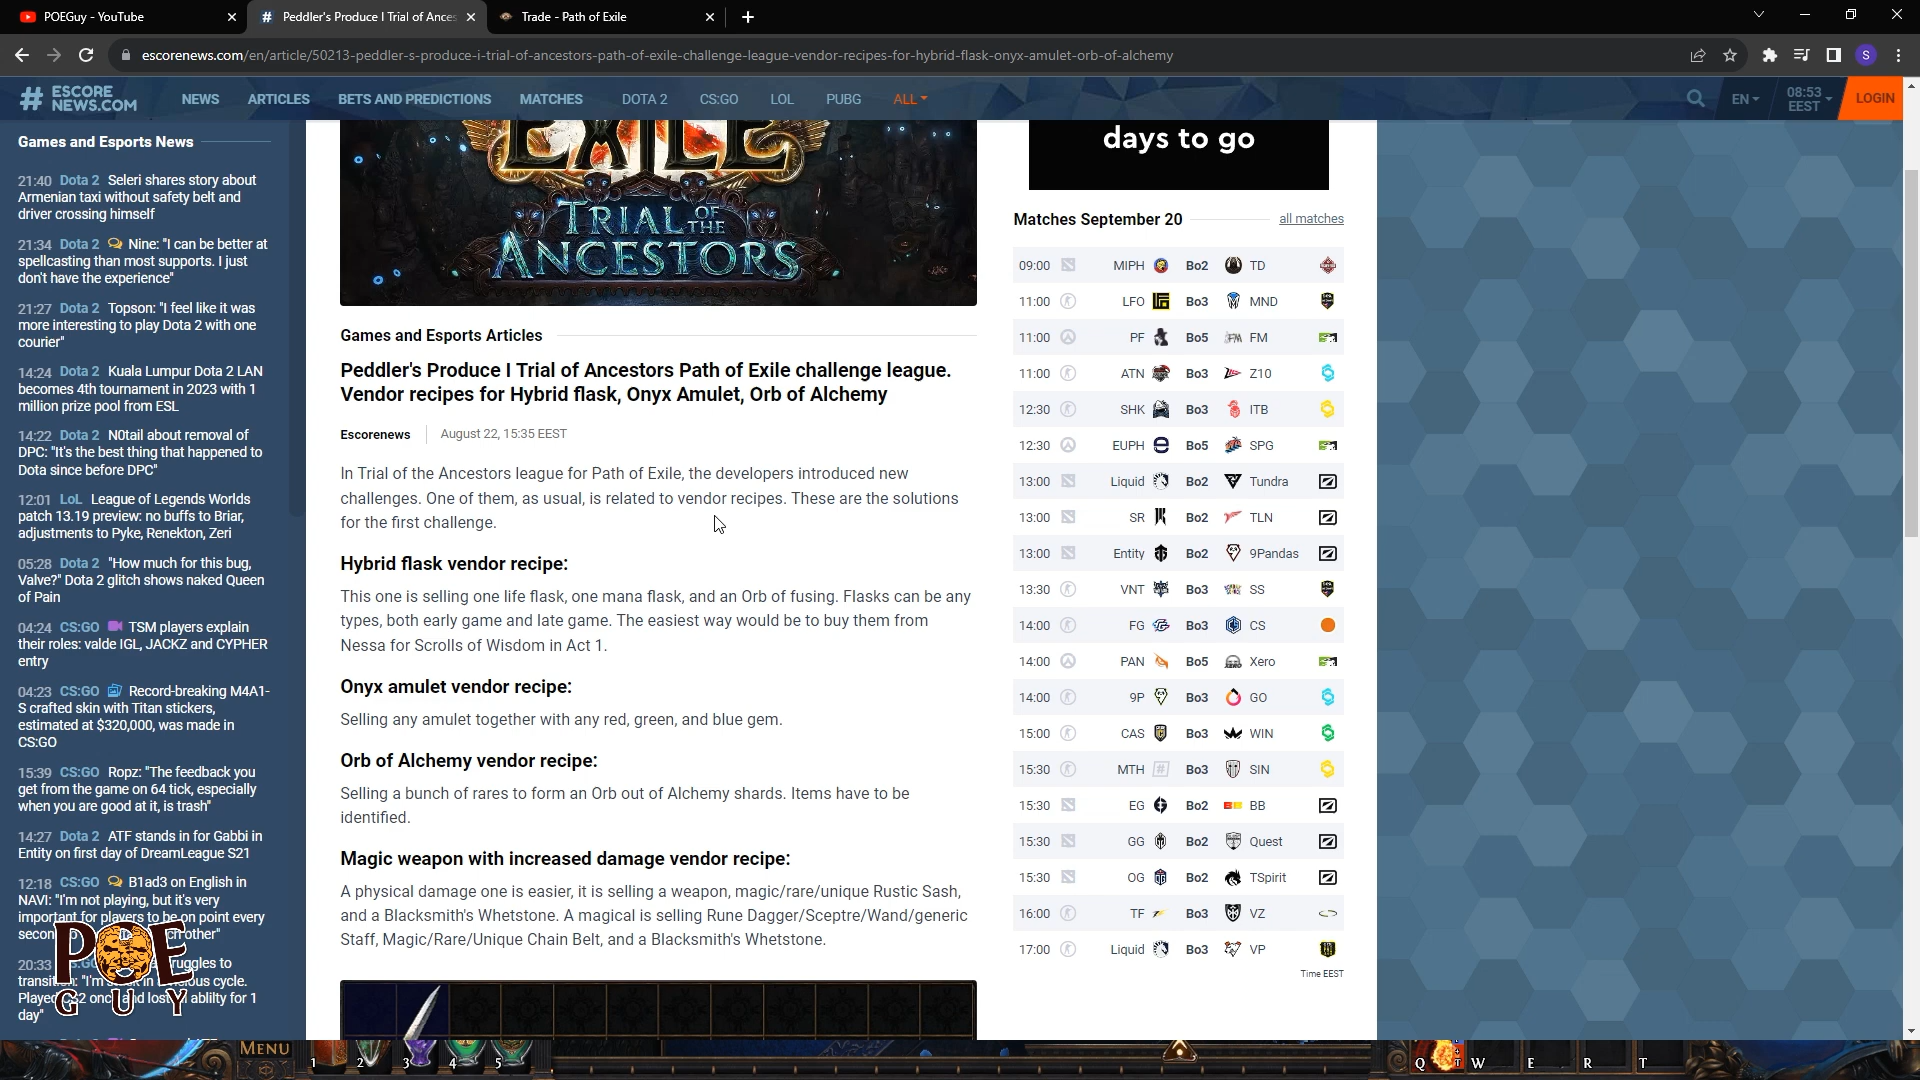 POEGuy - YouTube
Peddler's Produce I Trial of Ances
Trade - Path of Exile
escorenews.com/en/article/50213-peddler-s-produce-i-trial-of-ancestors-path-of-exile-challenge-league-vendor-recipes-for-hybrid-flask-onyx-amulet-orb-of-alchemy
S
# ESCORE
NEWS.COM
NEWS ARTICLES BETS AND PREDICTIONS MATCHES DOTA 2 CS:GO LOL PUBG ALL
EN
08:53
EEST
LOGIN
Games and Esports News
21:40 Dota 2 Seleri shares story about
Armenian taxi without safety belt and
driver crossing himself
21:34 Dota 2 Nine: "I can be better at
spellcasting than most supports. I just
don't have the experience"
21:27 Dota 2 Topson: "I feel like it was
more interesting to play Dota 2 with one
courier"
14:24 Dota 2 Kuala Lumpur Dota 2 LAN
becomes 4th tournament in 2023 with 1
million prize pool from ESL
14:22 Dota 2 N0tail about removal of
DPC: "It's the best thing that happened to
Dota since before DPC"
12:01 LoL League of Legends Worlds
patch 13.19 preview: no buffs to Briar,
adjustments to Pyke, Renekton, Zeri
05:28 Dota 2 "How much for this bug,
Valve?" Dota 2 glitch shows naked Queen
of Pain
04:24 CS:GO TSM players explain
their roles: valde IGL, JACKZ and CYPHER
entry
04:23 CS:GO Record-breaking M4A1-
S crafted skin with Titan stickers,
estimated at $320,000, was made in
CS:GO
15:39 CS:GO Ropz: "The feedback you
get from the game on 64 tick, especially
when you are good at it, is trash"
14:27 Dota 2 ATF stands in for Gabbi in
Entity on first day of DreamLeague S21
12:18 CS:GO B1ad3 on English in
NAVI: "I'm not playing, but it's very
important for players to be on point every
other"
20:33
day"
POE
GUY
EXILE
TRIAL OF THE
ANCESTORS
Games and Esports Articles
Peddler's Produce I Trial of Ancestors Path of Exile challenge league.
Vendor recipes for Hybrid flask, Onyx Amulet, Orb of Alchemy
Escorenews August 22, 15:35 EEST
In Trial of the Ancestors league for Path of Exile, the developers introduced new
challenges. One of them, as usual, is related to vendor recipes. These are the solutions
for the first challenge.
Hybrid flask vendor recipe:
This one is selling one life flask, one mana flask, and an Orb of fusing. Flasks can be any
types, both early game and late game. The easiest way would be to buy them from
Nessa for Scrolls of Wisdom in Act 1.
Onyx amulet vendor recipe:
Selling any amulet together with any red, green, and blue gem.
Orb of Alchemy vendor recipe:
Selling a bunch of rares to form an Orb out of Alchemy shards. Items have to be
identified.
Magic weapon with increased damage vendor recipe:
A physical damage one is easier, it is selling a weapon, magic/rare/unique Rustic Sash,
and a Blacksmith's Whetstone. A magical is selling Rune Dagger/Sceptre/Wand/generic
Staff, Magic/Rare/Unique Chain Belt, and a Blacksmith's Whetstone.
days to go
Matches September 20 all matches
09:00 MIPH Bo2 TD
11:00 LFO Bo3 MND
11:00 PF Bo5 FM
11:00 ATN Bo3 Z10
12:30 SHK Bo3 ITB
12:30 EUPH Bo5 SPG
13:00 Liquid Bo2 Tundra
13:00 SR Bo2 TLN
13:00 Entity Bo2 9Pandas
13:30 VNT Bo3 SS
14:00 FG Bo3 CS
14:00 PAN Bo5 Xero
14:00 9P Bo3 GO
15:00 CAS Bo3 WIN
15:30 MTH Bo3 SIN
15:30 EG Bo2 BB
15:30 GG Bo2 Quest
15:30 OG Bo2 TSpirit
16:00 TF Bo3 VZ
17:00 Liquid Bo3 VP
Time EEST
MENU
1 2 3 4 5
Q W E R T